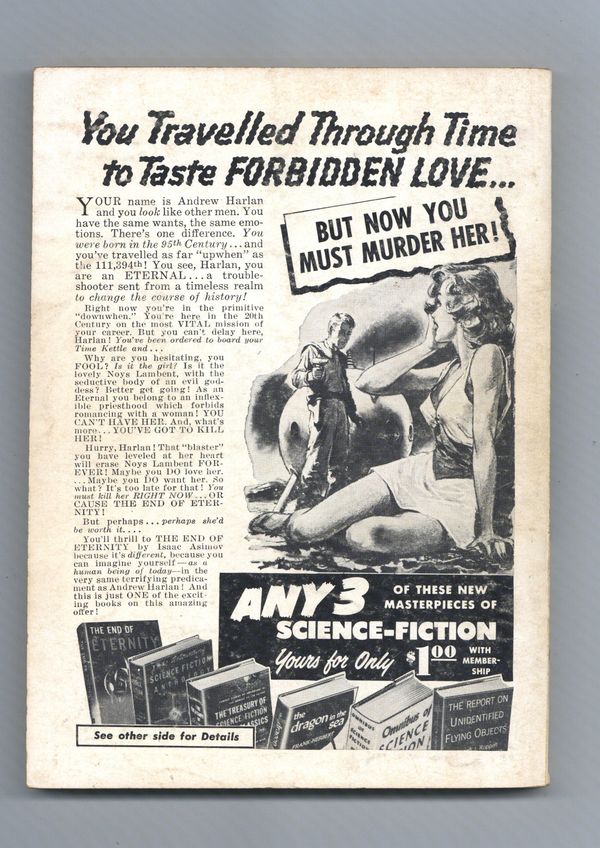 You Travelled Through Time
to Taste FORBIDDEN LOVE...
BUT NOW YOU
MUST MURDER HER!
YOUR name is Andrew Harlan
and you look like other men. You
have the same wants, the same emo-
tions. There's one difference. You
were born in the 95th Century...and
you've travelled as far "upwhen" as
the 111,394th! You see, Harlan, you
are an ETERNAL...a trouble-
shooter sent from a timeless realm
to change the course of history!
Right now you're in the primitive
"downwhen." You're here in the 20th
Century on the most VITAL mission of
your career. But you can't delay here,
Harlan! You've been ordered to board your
Time Kettle and...
Why are you hesitating, you
FOOL? Is it the girl? Is it the
lovely Noys Lambent, with the
seductive body of an evil god-
dess? Better get going! As an
Eternal you belong to an inflex-
ible priesthood which forbids
romancing with a woman! YOU
CAN'T HAVE HER. And, what's
more...YOU'VE GOT TO KILL
HER!
Hurry, Harlan! That "blaster"
you have leveled at her heart
will erase Noys Lambent FOR-
EVER! Maybe you DO love her.
...Maybe you DO want her. So
what? It's too late for that! You
must kill her RIGHT NOW...OR
CAUSE THE END OF ETER-
NITY!
But perhaps...perhaps she'd
be worth it....
You'll thrill to THE END OF
ETERNITY by Isaac Asimov
because it's different, because you
can imagine yourself—as a
human being of today—in the
very same terrifying predica-
ment as Andrew Harlan! And
this is just ONE of the excit-
ing books on this amazing
offer!
ANY 3 OF THESE NEW
MASTERPIECES OF
SCIENCE-FICTION
Yours for Only $1.00 WITH
MEMBER-
SHIP
THE END OF
ETERNITY
SCIENCE FICTION
THE TREASURY OF
SCIENCE FICTION
CLASSICS
the
dragon in the
sea
FRANK HERBERT
OMNIBUS
OF
SCIENCE
FICTION
Omnibus of
SCIENCE
THE REPORT ON
UNIDENTIFIED
FLYING OBJECTS
See other side for Details